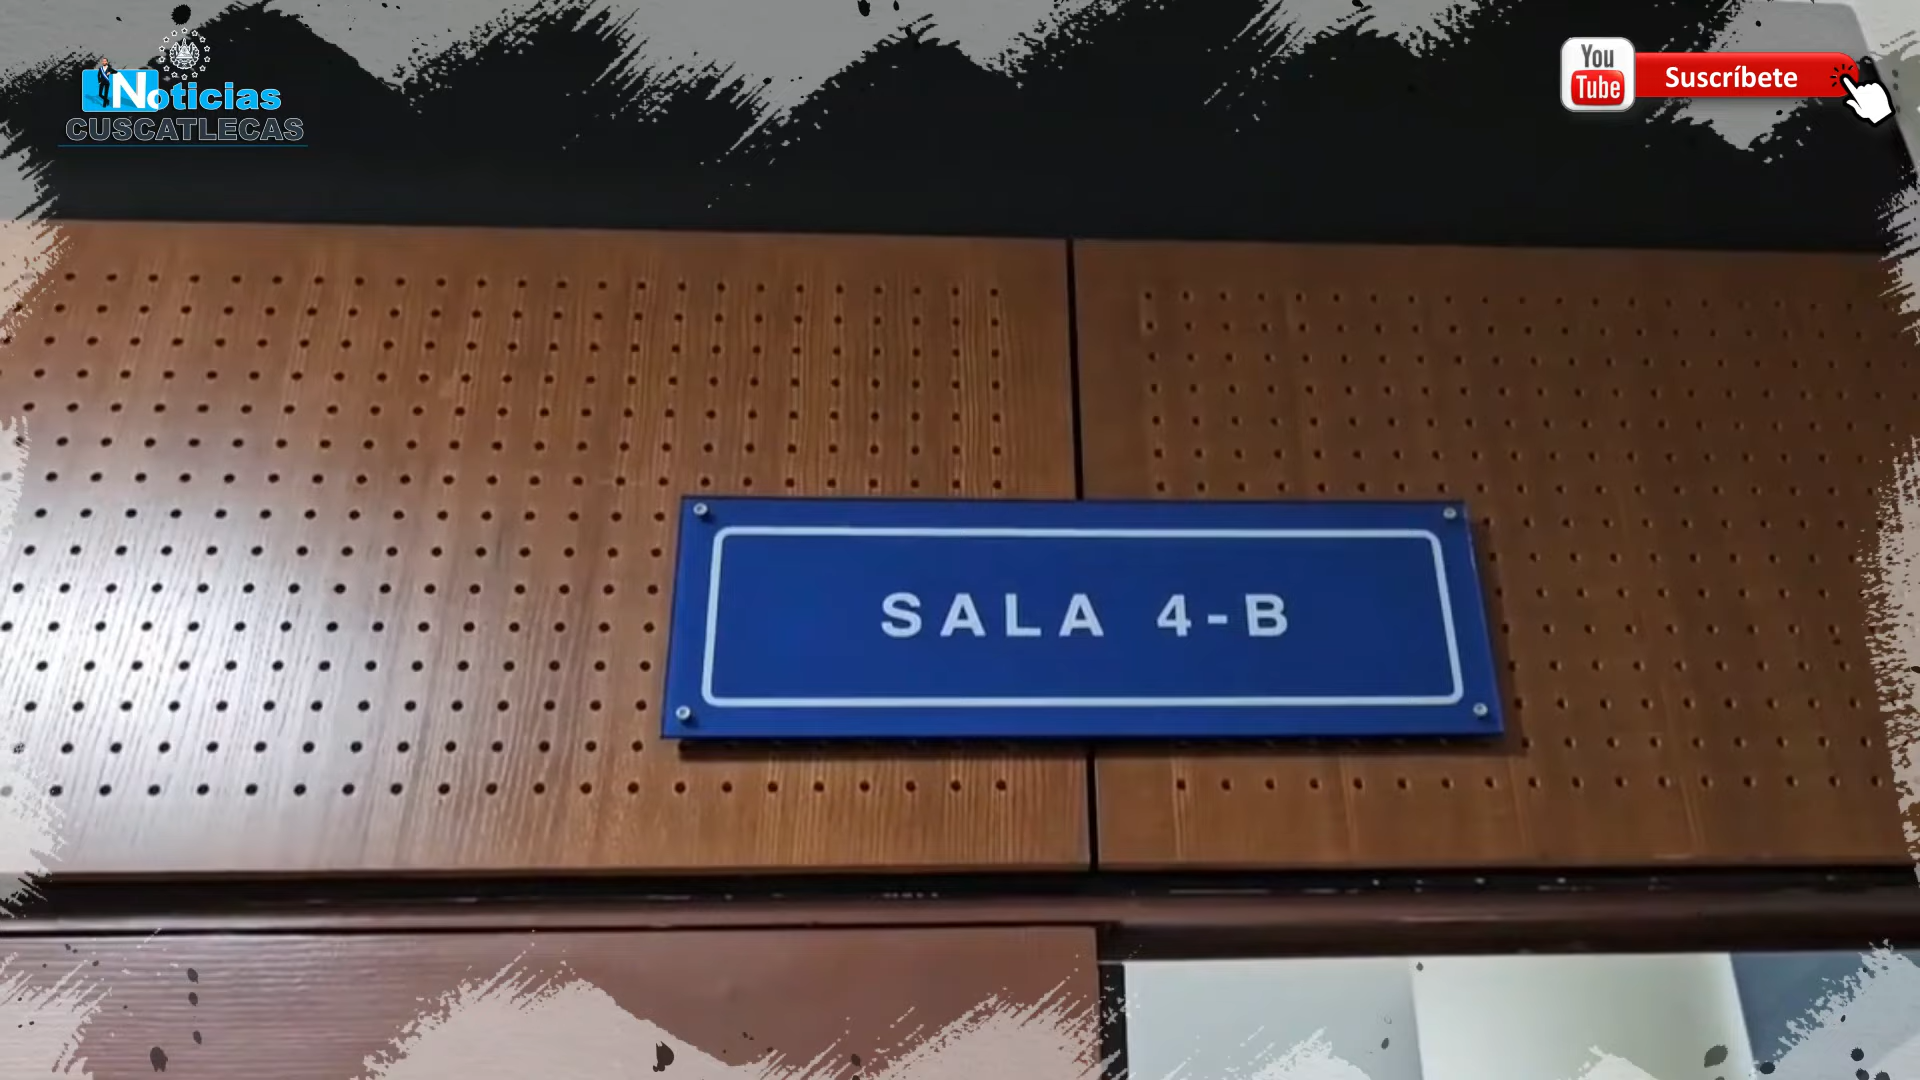 Noticias
CUSCATLECAS
You
Tube
Suscríbete
SALA 4-B